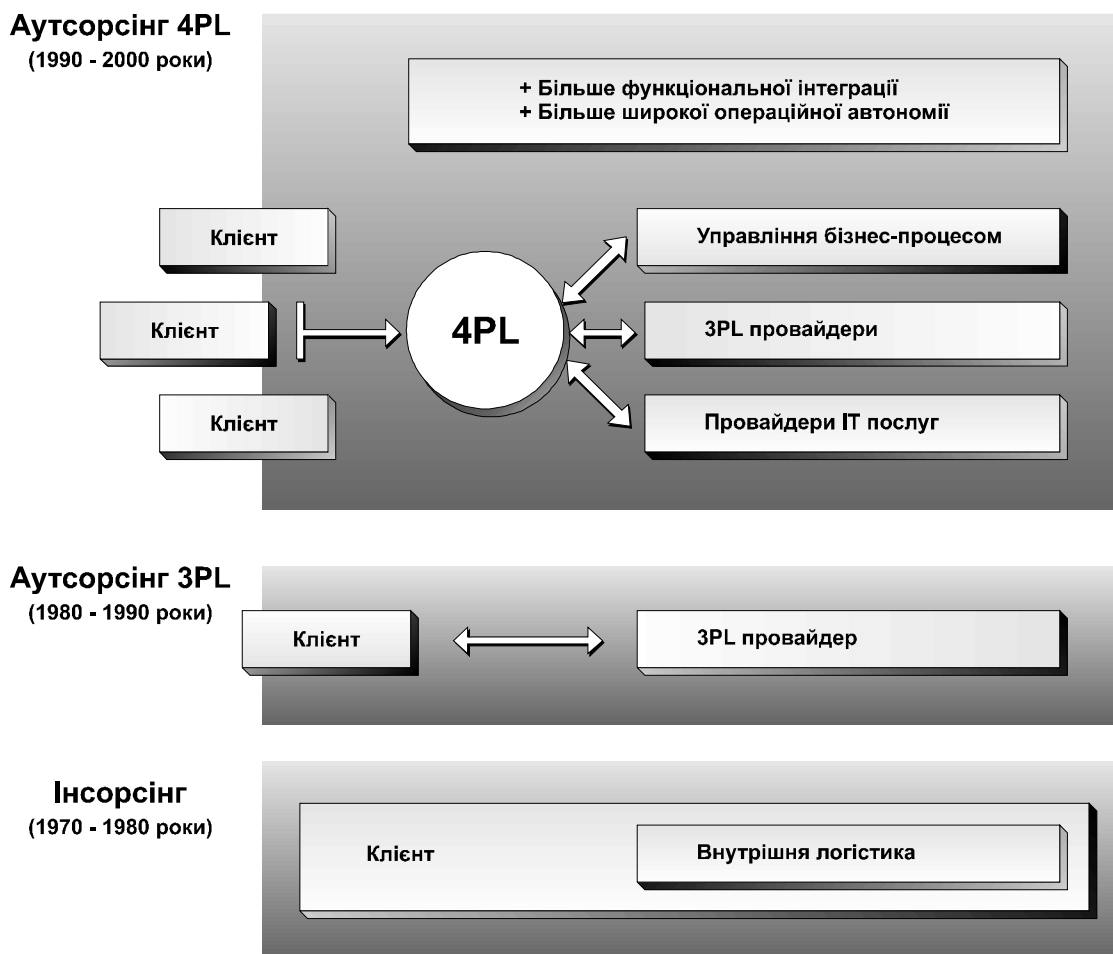 Аутсорсінг 4PL
(1990 - 2000 роки)
+ Більше функціональної інтеграції
+ Більше широкої операційної автономії
Клієнт
Управління бізнес-процесом
Клієнт
4PL
3PL провайдери
Клієнт
Провайдери ІТ послуг
Аутсорсінг 3PL
(1980 - 1990 роки)
Клієнт
3PL провайдер
Інсорсінг
(1970 - 1980 роки)
Клієнт
Внутрішня логістика